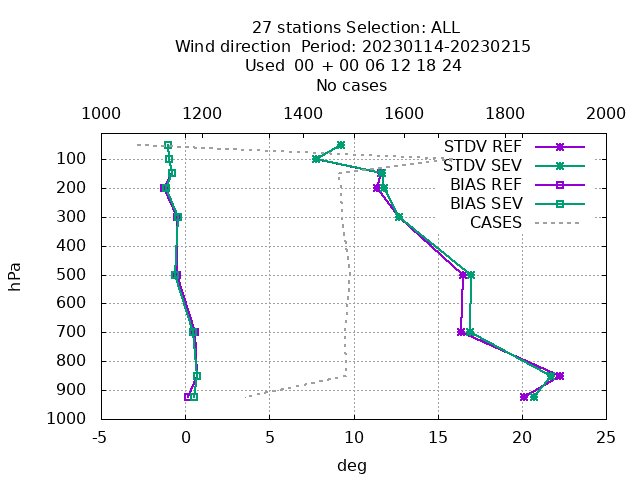 27 stations Selection: ALL
Wind direction  Period: 20230114-20230215
Used  00 + 00 06 12 18 24
No cases
1000 1200 1400 1600 1800 2000
STDV REF
STDV SEV
BIAS REF
BIAS SEV
CASES
100
200
300
400
500
600
700
800
900
1000
hPa
-5 0 5 10 15 20 25
deg